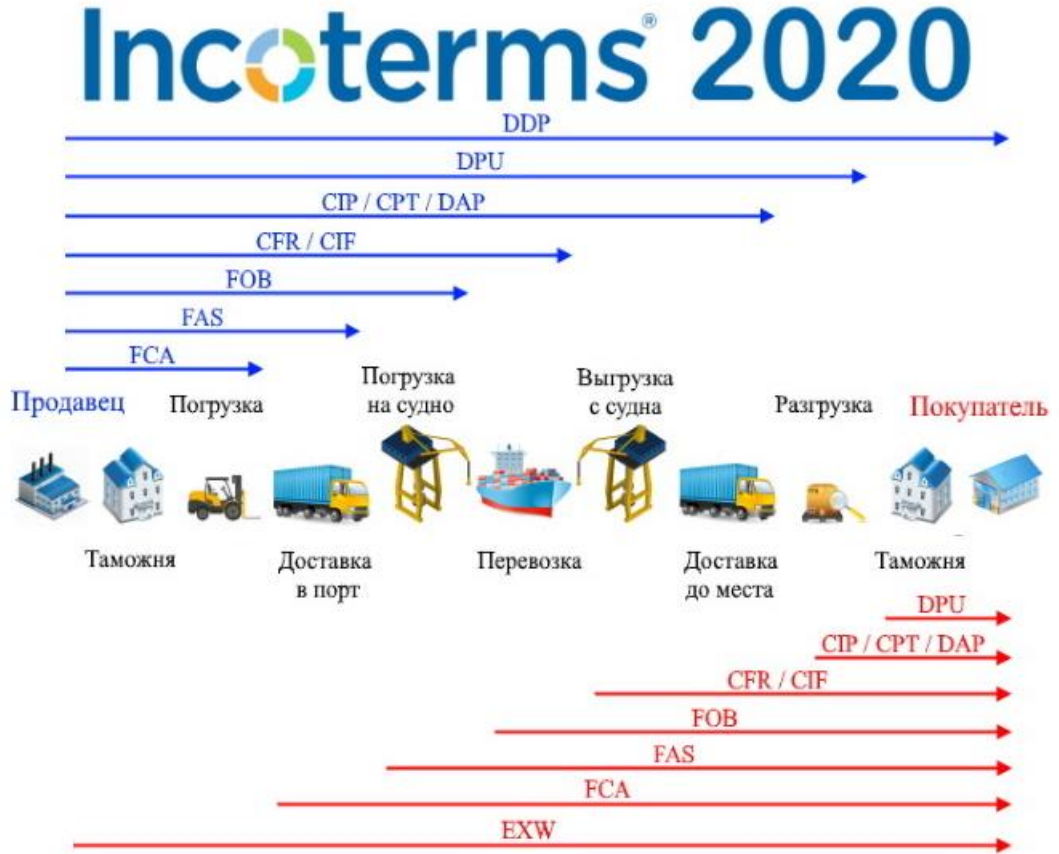 Incoterms® 2020
DDP
DPU
CIP / CPT / DAP
CFR / CIF
FOB
FAS
FCA
Продавец
Погрузка
Погрузка
на судно
Выгрузка
с судна
Разгрузка
Покупатель
Таможня
Доставка
в порт
Перевозка
Доставка
до места
Таможня
DPU
CIP / CPT / DAP
CFR / CIF
FOB
FAS
FCA
EXW